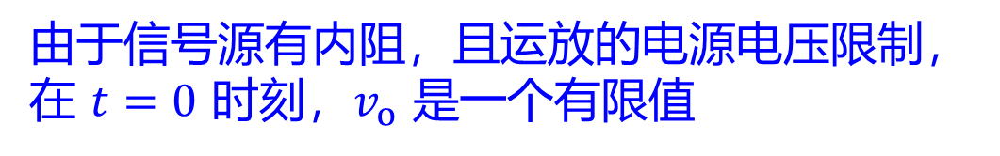 由于信号源有内阻，且运放的电源电压限制，
在 t = 0 时刻，vo 是一个有限值